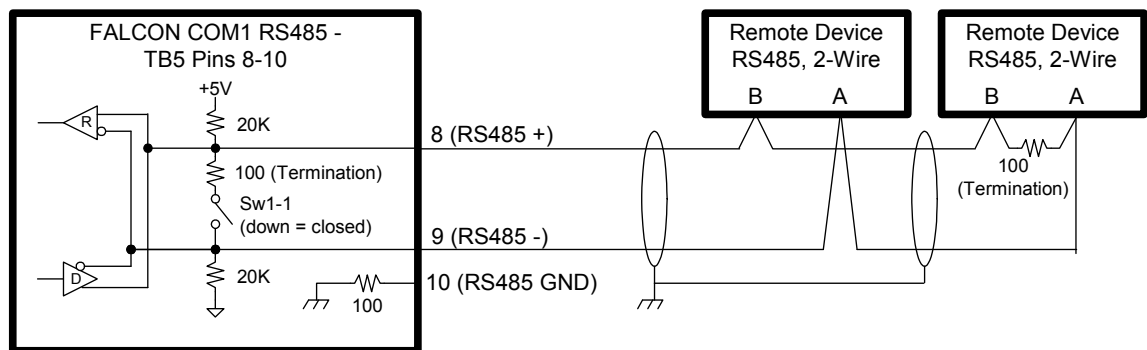 FALCON COM1 RS485 -
TB5 Pins 8-10
+5V
R
20K
100 (Termination)
Sw1-1
(down = closed)
D
20K
100
8 (RS485 +)
9 (RS485 -)
10 (RS485 GND)
Remote Device
RS485, 2-Wire
B A
Remote Device
RS485, 2-Wire
B A
100
(Termination)